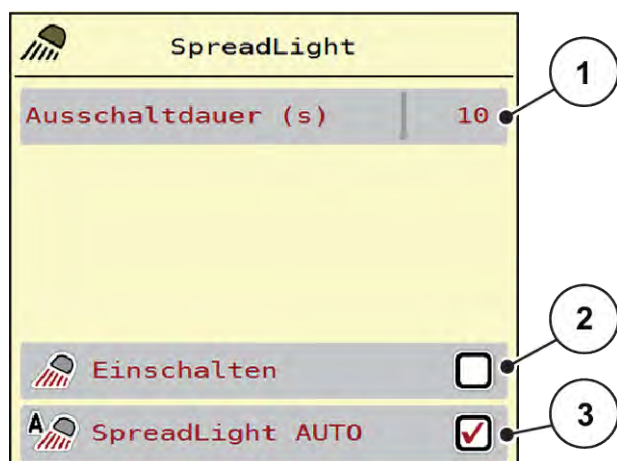 SpreadLight
Ausschaltdauer (s) 10
1
Einschalten
2
A SpreadLight AUTO
3